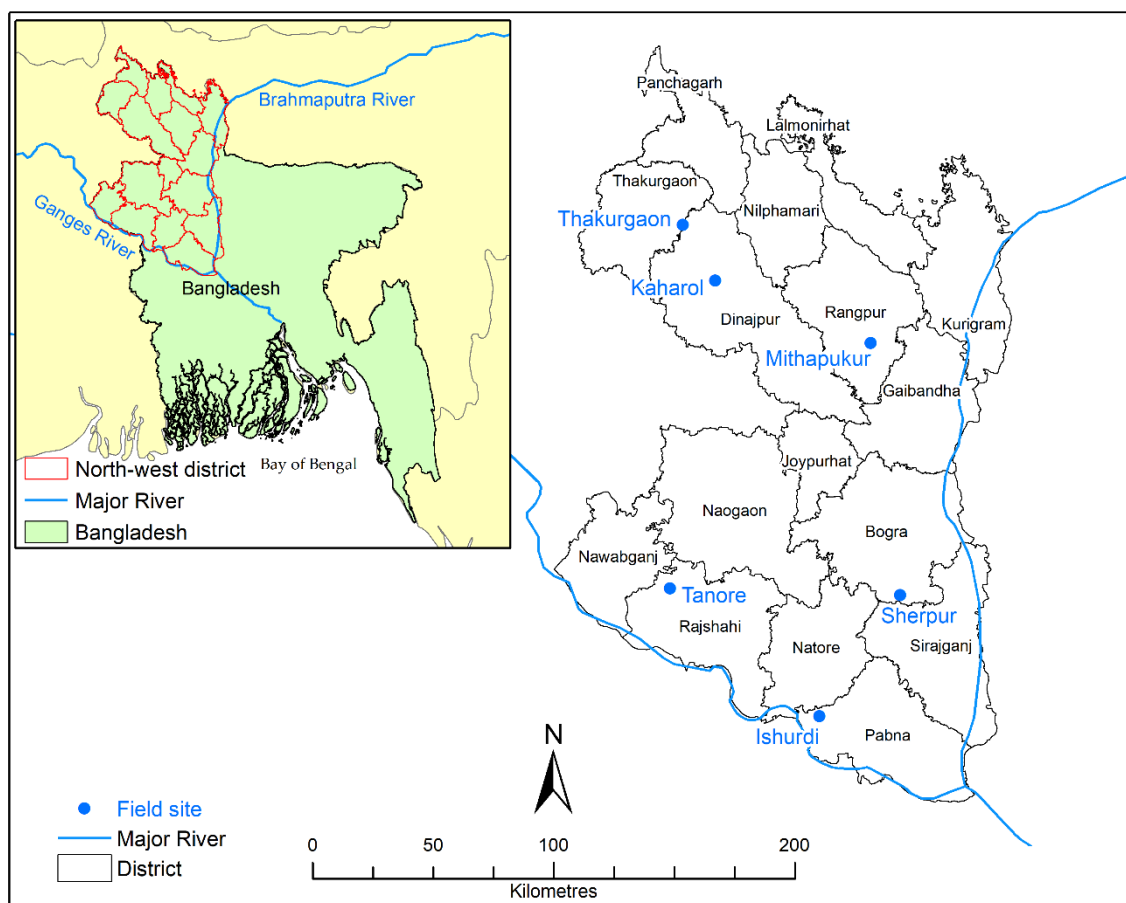 Brahmaputra River
Ganges River
Bangladesh
Bay of Bengal
North-west district
Major River
Bangladesh
Panchagarh
Lalmonirhat
Thakurgaon
Nilphamari
Thakurgaon
Kaharol
Dinajpur
Rangpur
Kurigram
Mithapukur
Gaibandha
Joypurhat
Naogaon
Bogra
Nawabganj
Tanore
Sherpur
Rajshahi
Natore
Sirajganj
Ishurdi
Pabna
N
Field site
Major River
District
0 50 100 200
Kilometres